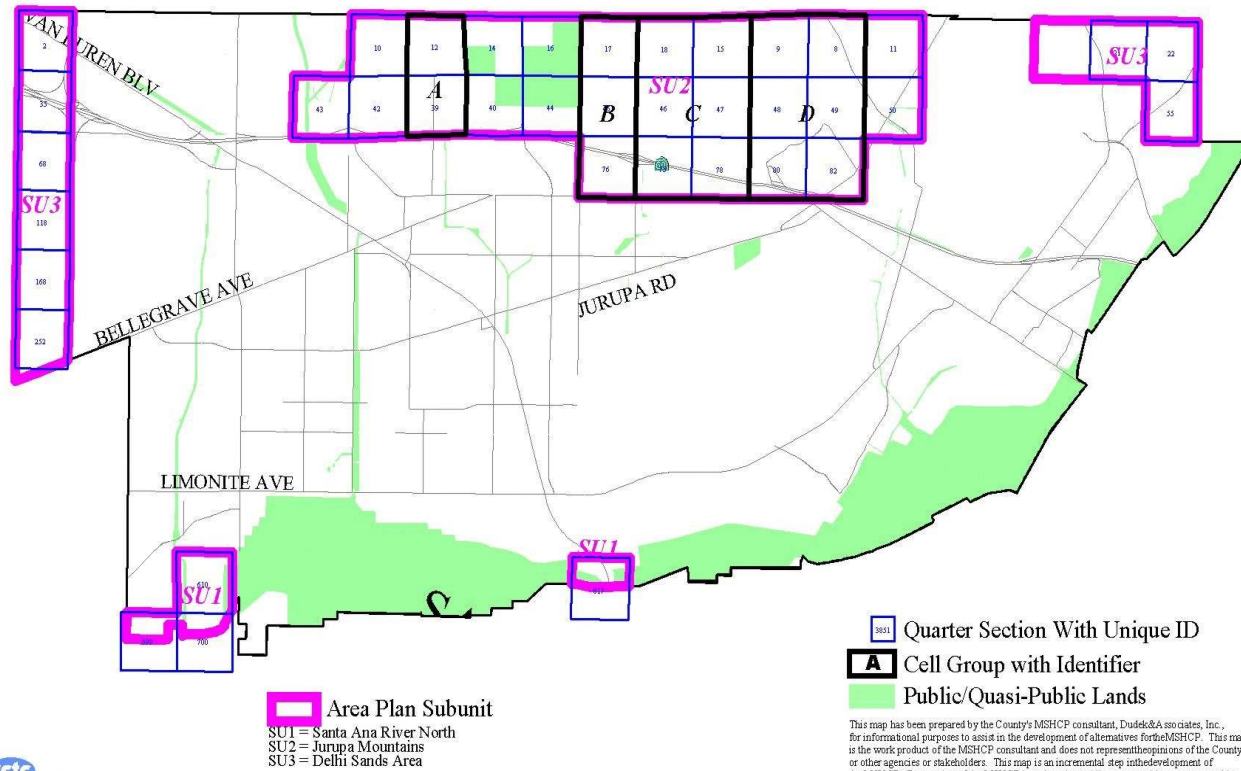 VAN BUREN BLV
2
10
12
14
16
17
18
15
9
8
11
22
SU3
SU2
A
B
C
D
35
43
42
39
40
44
46
47
49
50
55
68
76
79
78
80
82
SU3
118
168
252
BELLEGRAVE AVE
JURUPA RD
LIMONITE AVE
SU1
610
SU1
700
3051 Quarter Section With Unique ID
A Cell Group with Identifier
Public/Quasi-Public Lands
Area Plan Subunit
SU1 = Santa Ana River North
SU2 = Jurupa Mountains
SU3 = Delhi Sands Area
This map has been prepared by the County's MSHCP consultant, Dudek&Associates, Inc.,
for informational purposes to assist in the development of alternatives fortheMSHCP. This map
is the work product of the MSHCP consultant and does not representtheopinions of the County
or other agencies or stakeholders. This map is an incremental step inthedevelopment of